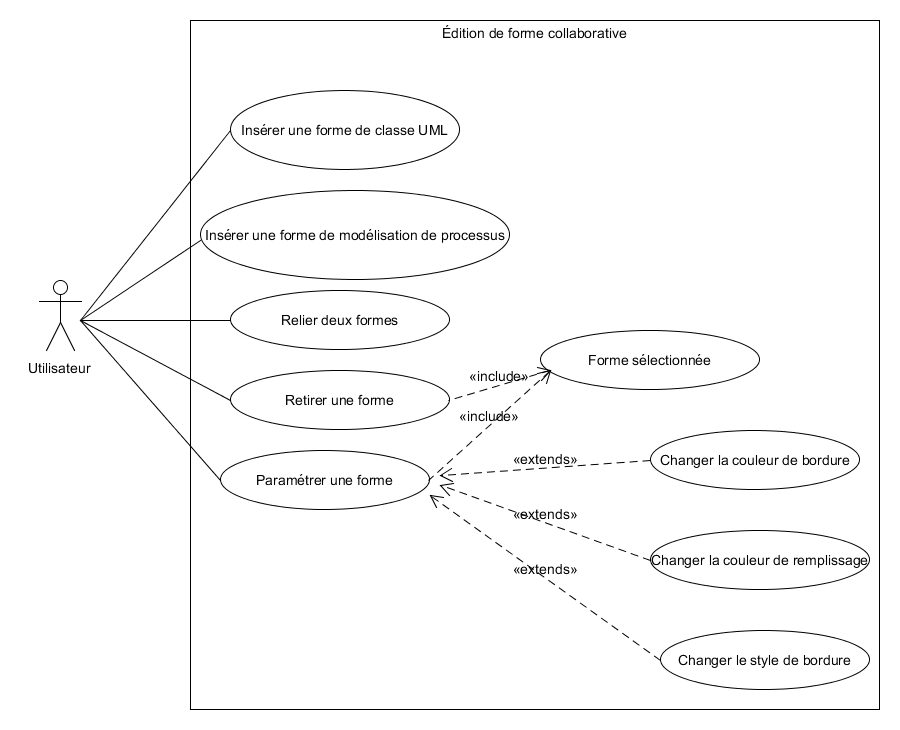 Édition de forme collaborative
Insérer une forme de classe UML
Insérer une forme de modélisation de processus
Relier deux formes
Forme sélectionnée
Utilisateur
«include»
Retirer une forme
«include»
«extends»
Changer la couleur de bordure
Paramétrer une forme
«extends»
Changer la couleur de remplissage
«extends»
Changer le style de bordure